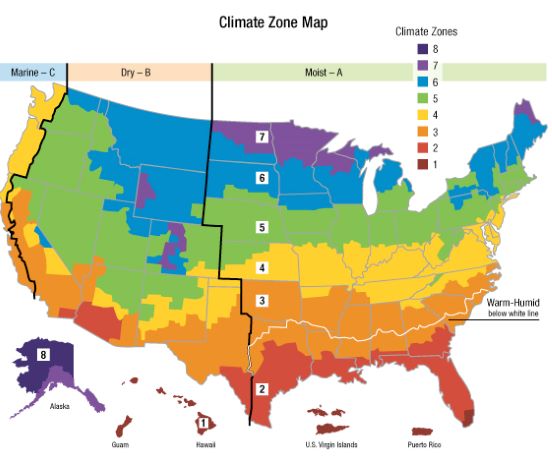 Climate Zone Map
Climate Zones
8
7
6
5
4
3
2
1
Marine – C
Dry – B
Moist – A
7
6
5
4
3
Warm-Humid
below white line
8
2
Alaska
1
Guam
Hawaii
U.S. Virgin Islands
Puerto Rico